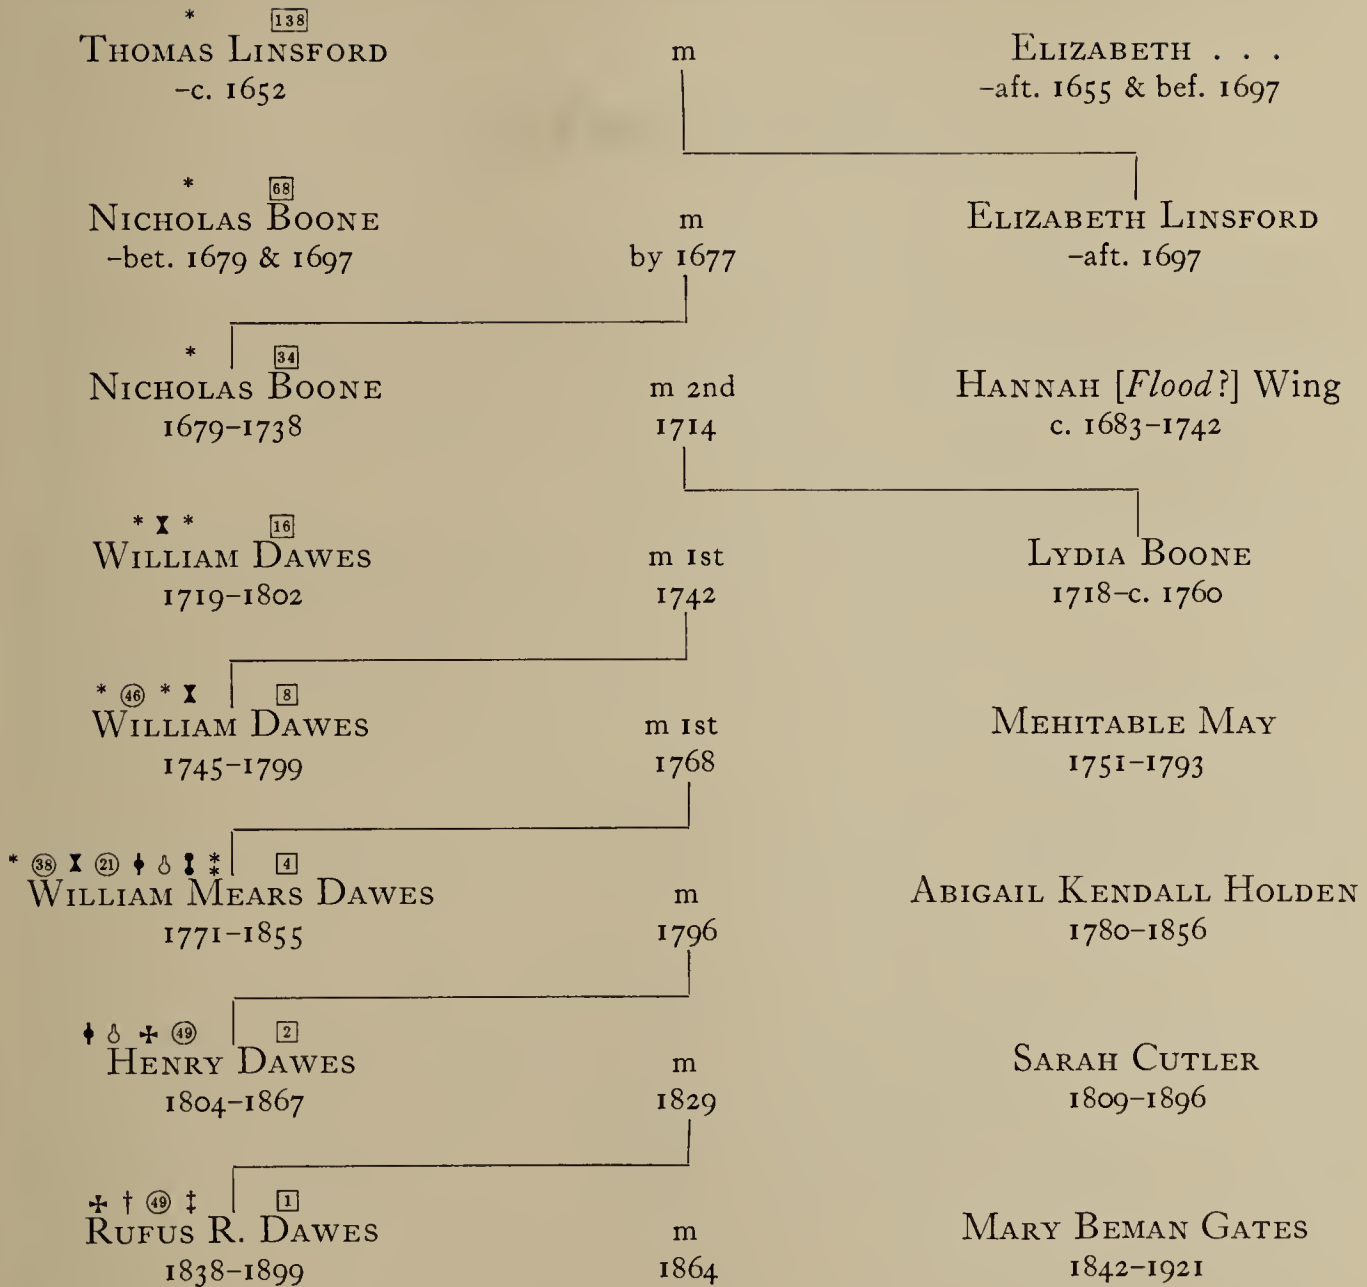 * 138
THOMAS LINSFORD m ELIZABETH . . .
–c. 1652 –aft. 1655 & bef. 1697
* 68
NICHOLAS BOONE m ELIZABETH LINSFORD
–bet. 1679 & 1697 by 1677 –aft. 1697
* 34
NICHOLAS BOONE m 2nd HANNAH [Flood?] Wing
1679–1738 1714 c. 1683–1742
* ⧗ * 16
WILLIAM DAWES m 1st LYDIA BOONE
1719–1802 1742 1718–c. 1760
* 46 * ⧗ 8
WILLIAM DAWES m 1st MEHITABLE MAY
1745–1799 1768 1751–1793
* 38 ⧗ 21 4
WILLIAM MEARS DAWES m ABIGAIL KENDALL HOLDEN
1771–1855 1796 1780–1856
✢ 49 2
HENRY DAWES m SARAH CUTLER
1804–1867 1829 1809–1896
✢ † 49 ‡ 1
RUFUS R. DAWES m MARY BEMAN GATES
1838–1899 1864 1842–1921